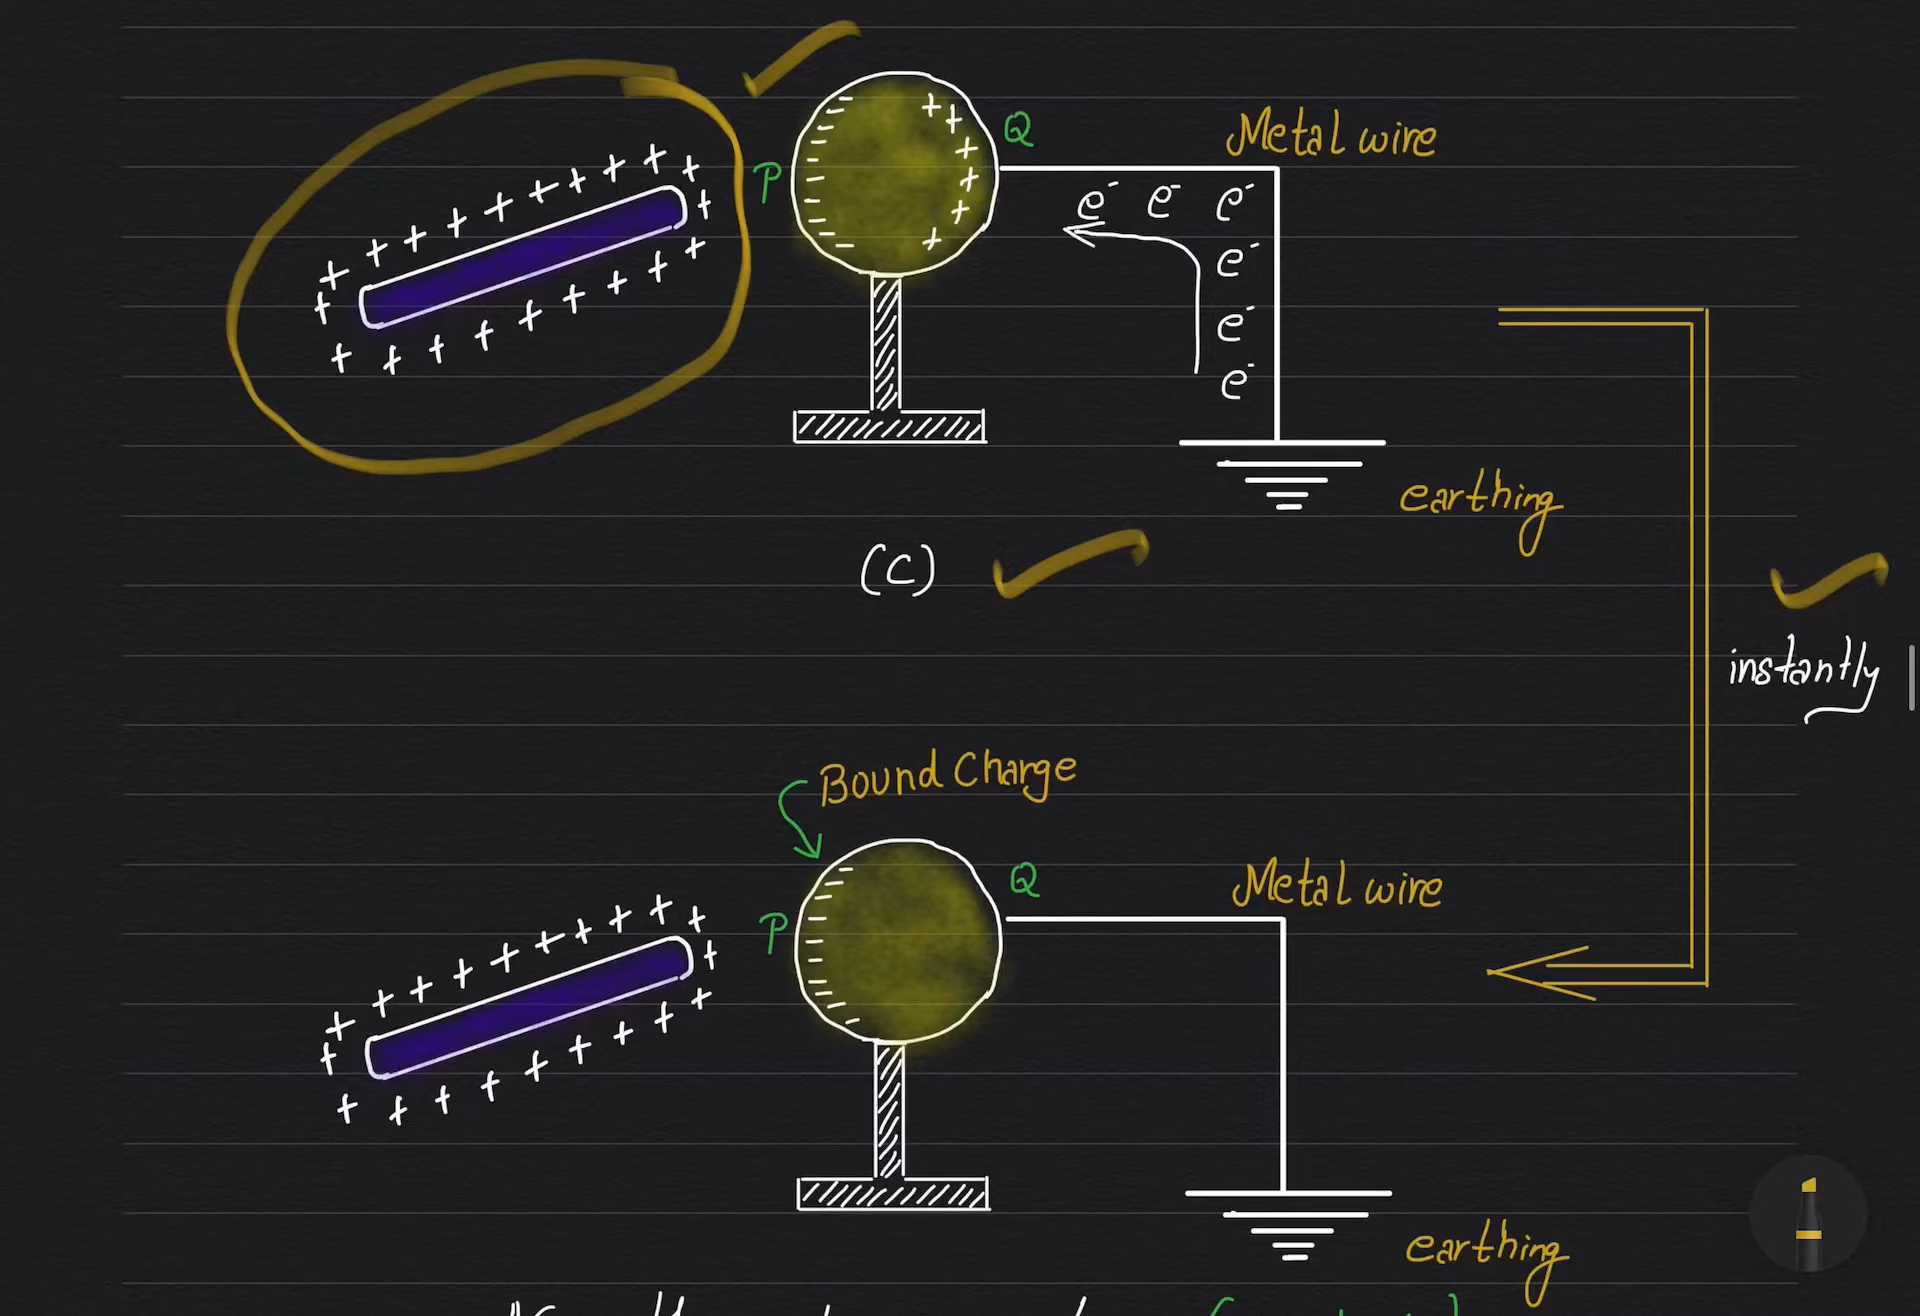 Q
Metal wire
P
e⁻ e⁻ e⁻
e⁻
e⁻
e⁻
earthing
(C)
instantly
Bound Charge
Q
Metal wire
P
earthing